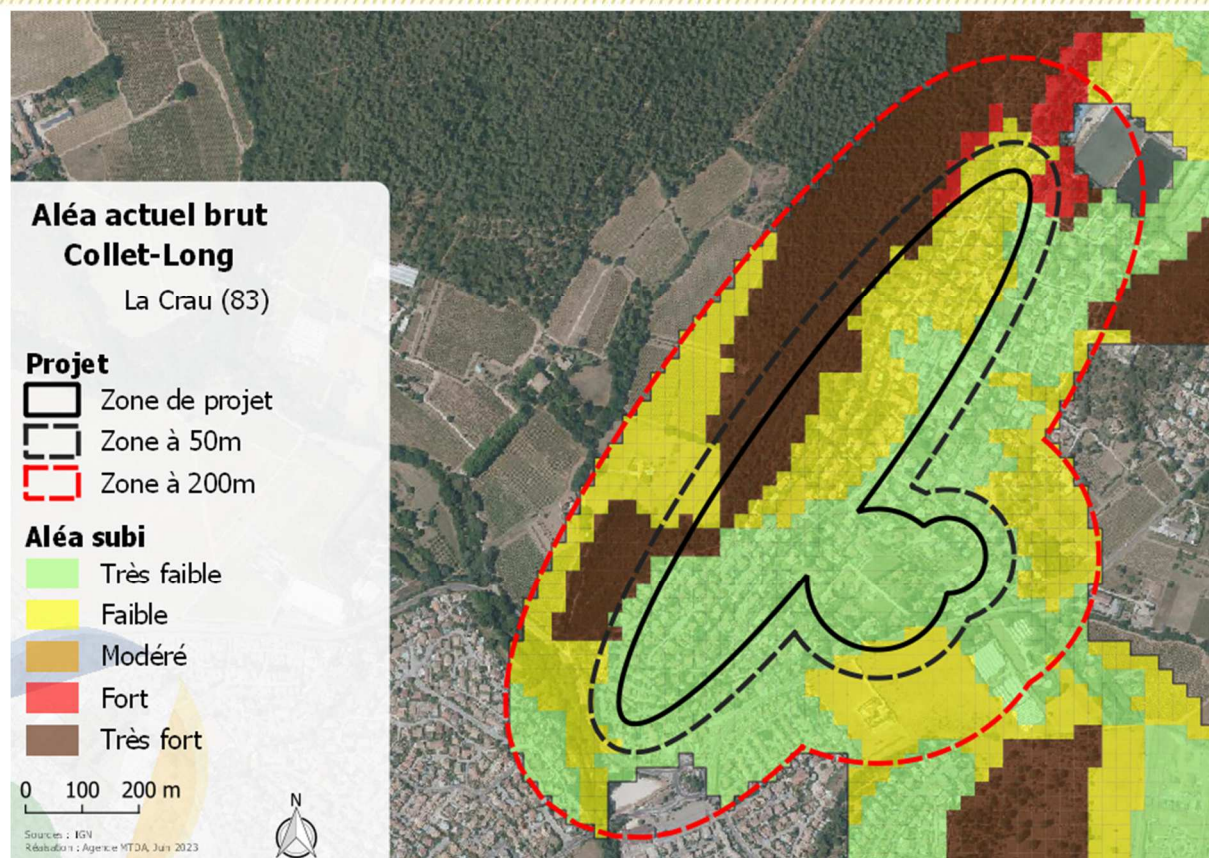 Aléa actuel brut
Collet-Long
La Crau (83)
Projet
Zone de projet
Zone à 50m
Zone à 200m
Aléa subi
Très faible
Faible
Modéré
Fort
Très fort
0 100 200 m
N
Sources : IGN
Réalisation : Agence MTDA, Juin 2023